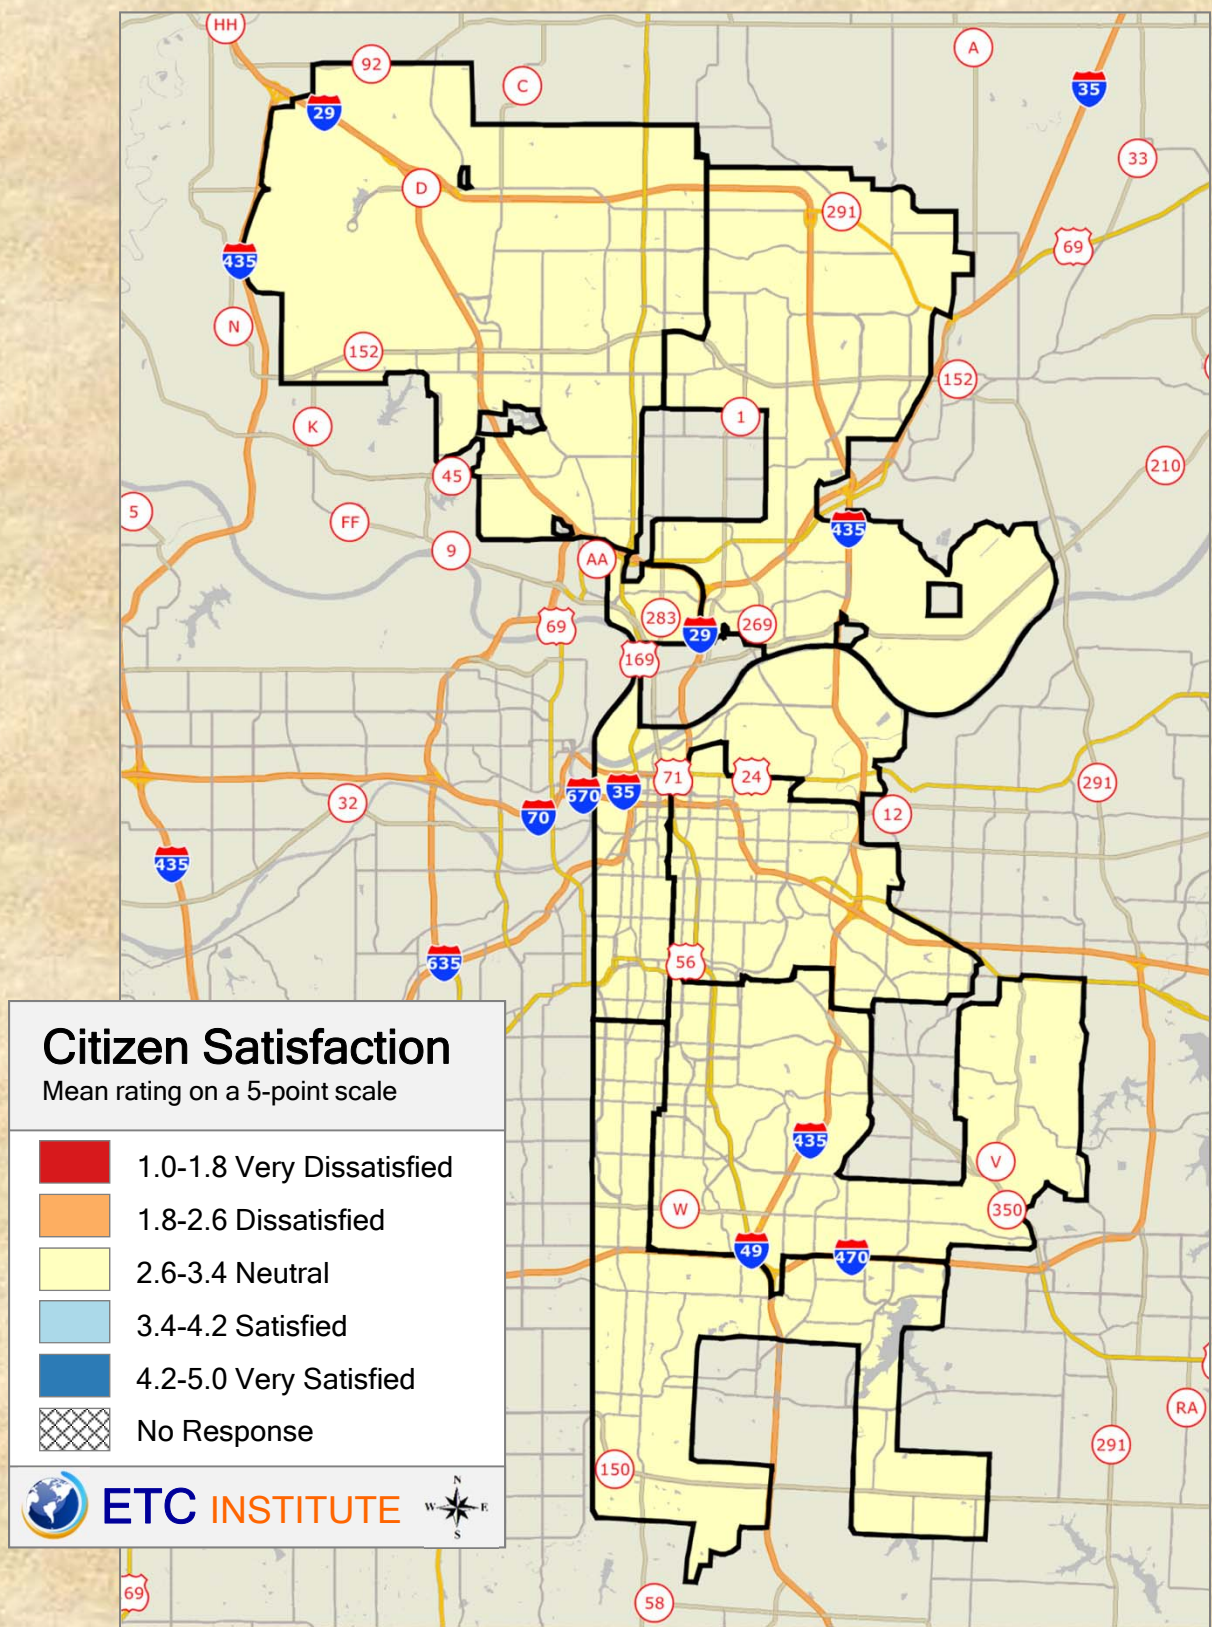 HH
92
C
A
35
29
33
D
291
69
435
N
152
152
K
1
45
210
5
FF
435
9
AA
283
269
69
29
169
71
24
291
670
35
32
70
12
435
56
635
Citizen Satisfaction
Mean rating on a 5-point scale
1.0-1.8 Very Dissatisfied
1.8-2.6 Dissatisfied
2.6-3.4 Neutral
3.4-4.2 Satisfied
4.2-5.0 Very Satisfied
No Response
ETC INSTITUTE
N
W E
S
435
V
W
350
49
470
RA
291
150
69
58